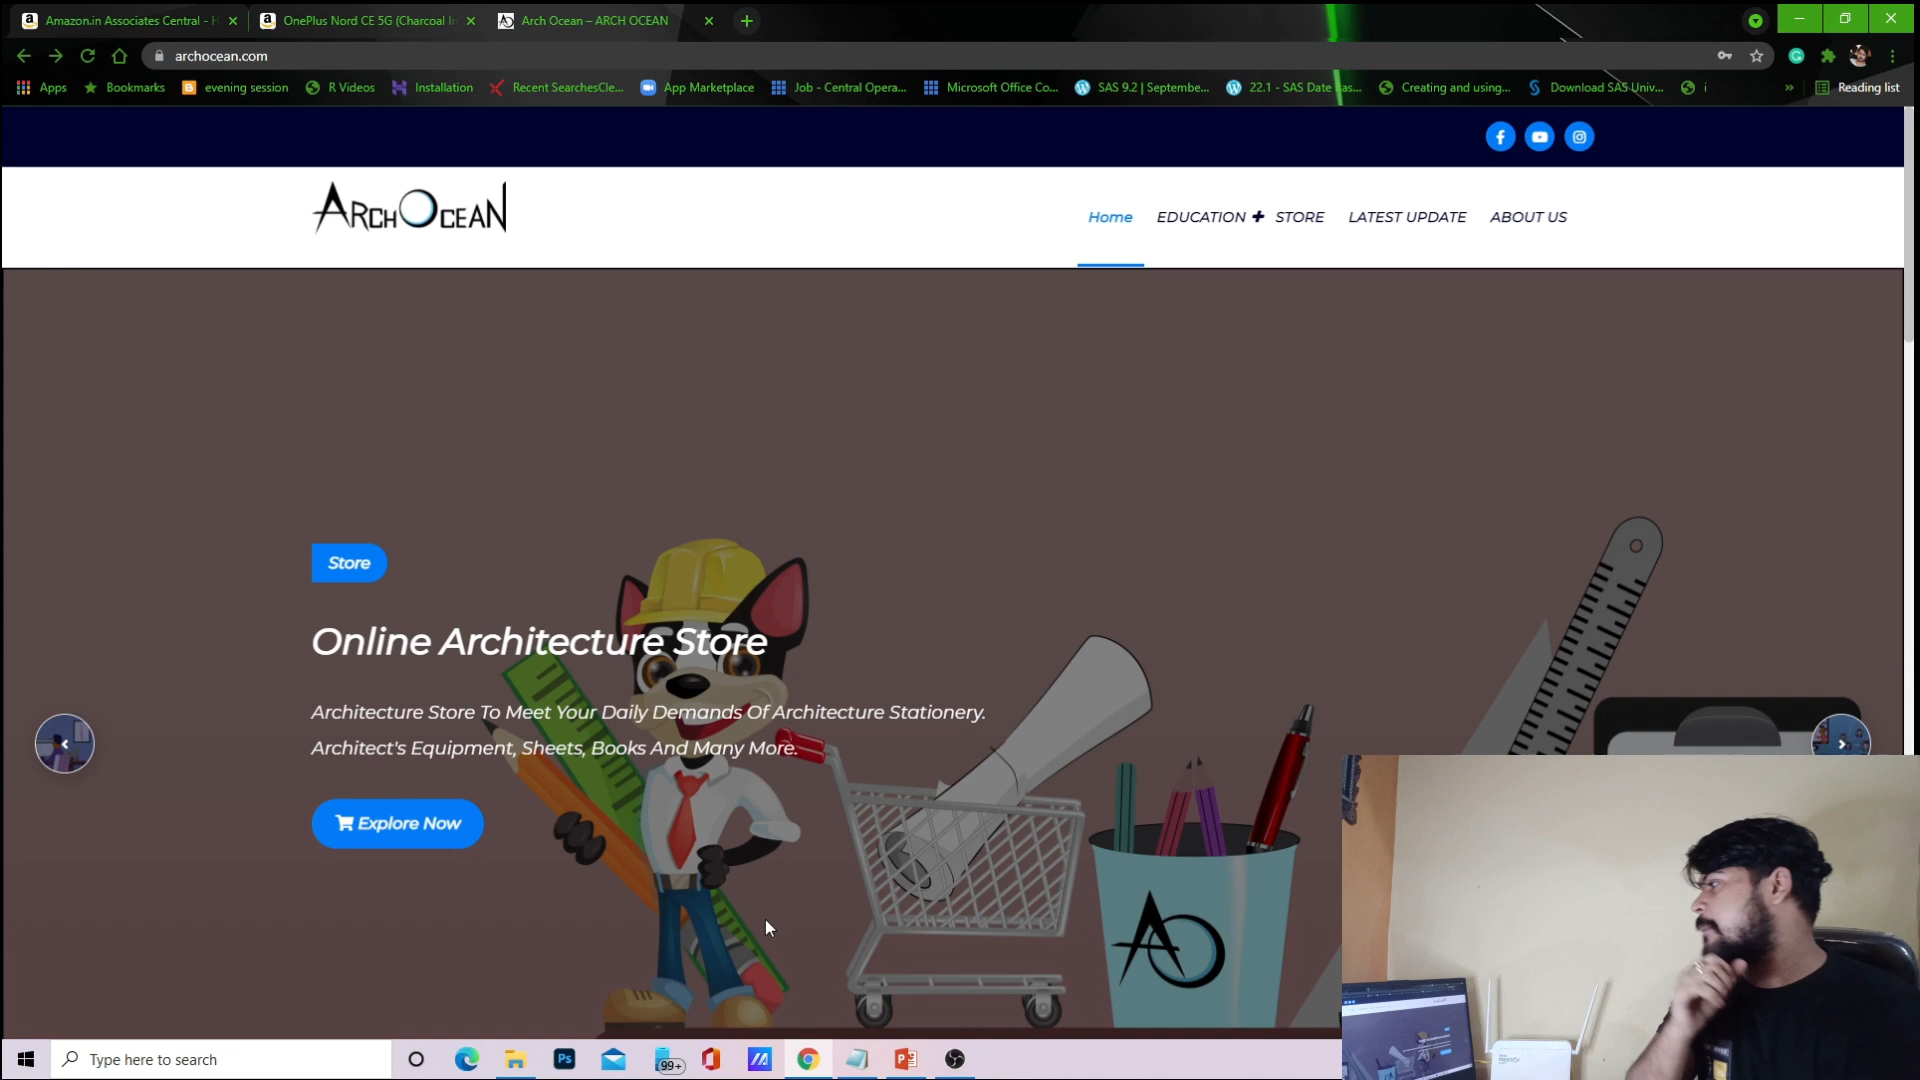 Amazon.in Associates Central - H
OnePlus Nord CE 5G (Charcoal In
Arch Ocean – ARCH OCEAN
archocean.com
Apps
Bookmarks
evening session
R Videos
Installation
Recent SearchesCle...
App Marketplace
Job - Central Opera...
Microsoft Office Co...
SAS 9.2 | Septembe...
22.1 - SAS Date
Creating and using...
Download SAS Univ...
i
»
Reading list
ARCHOCEAN
Home
EDUCATION
STORE
LATEST UPDATE
ABOUT US
Store
Online Architecture Store
Architecture Store To Meet Your Daily Demands Of Architecture Stationery.
Architect's Equipment, Sheets, Books And Many More.
Explore Now
Type here to search
Ps
99+